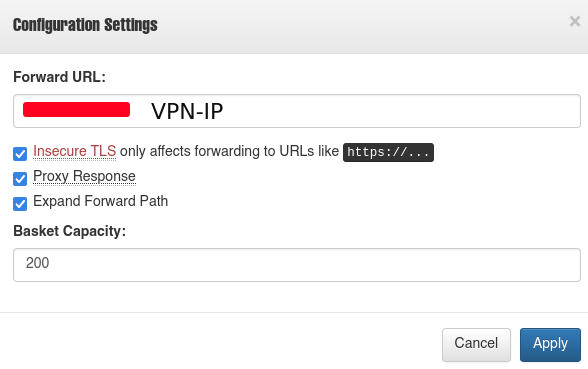 Configuration Settings ×
Forward URL:
VPN-IP
Insecure TLS only affects forwarding to URLs like https://...
Proxy Response
Expand Forward Path
Basket Capacity:
200
Cancel Apply